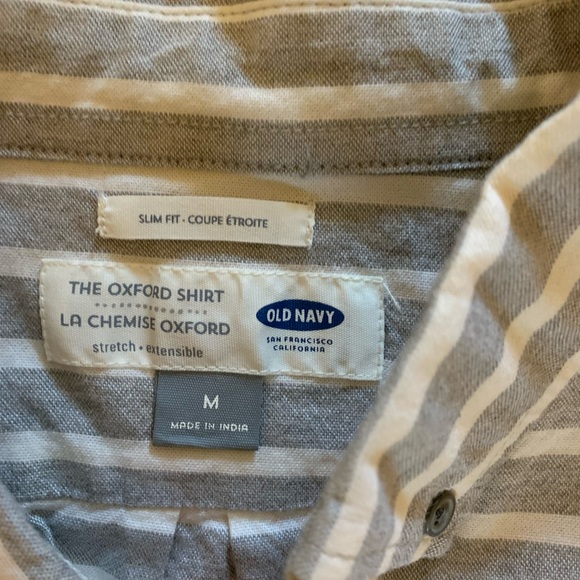 SLIM FIT • COUPE ÉTROITE
THE OXFORD SHIRT
LA CHEMISE OXFORD
stretch • extensible
OLD NAVY
SAN FRANCISCO
CALIFORNIA
M
MADE IN INDIA